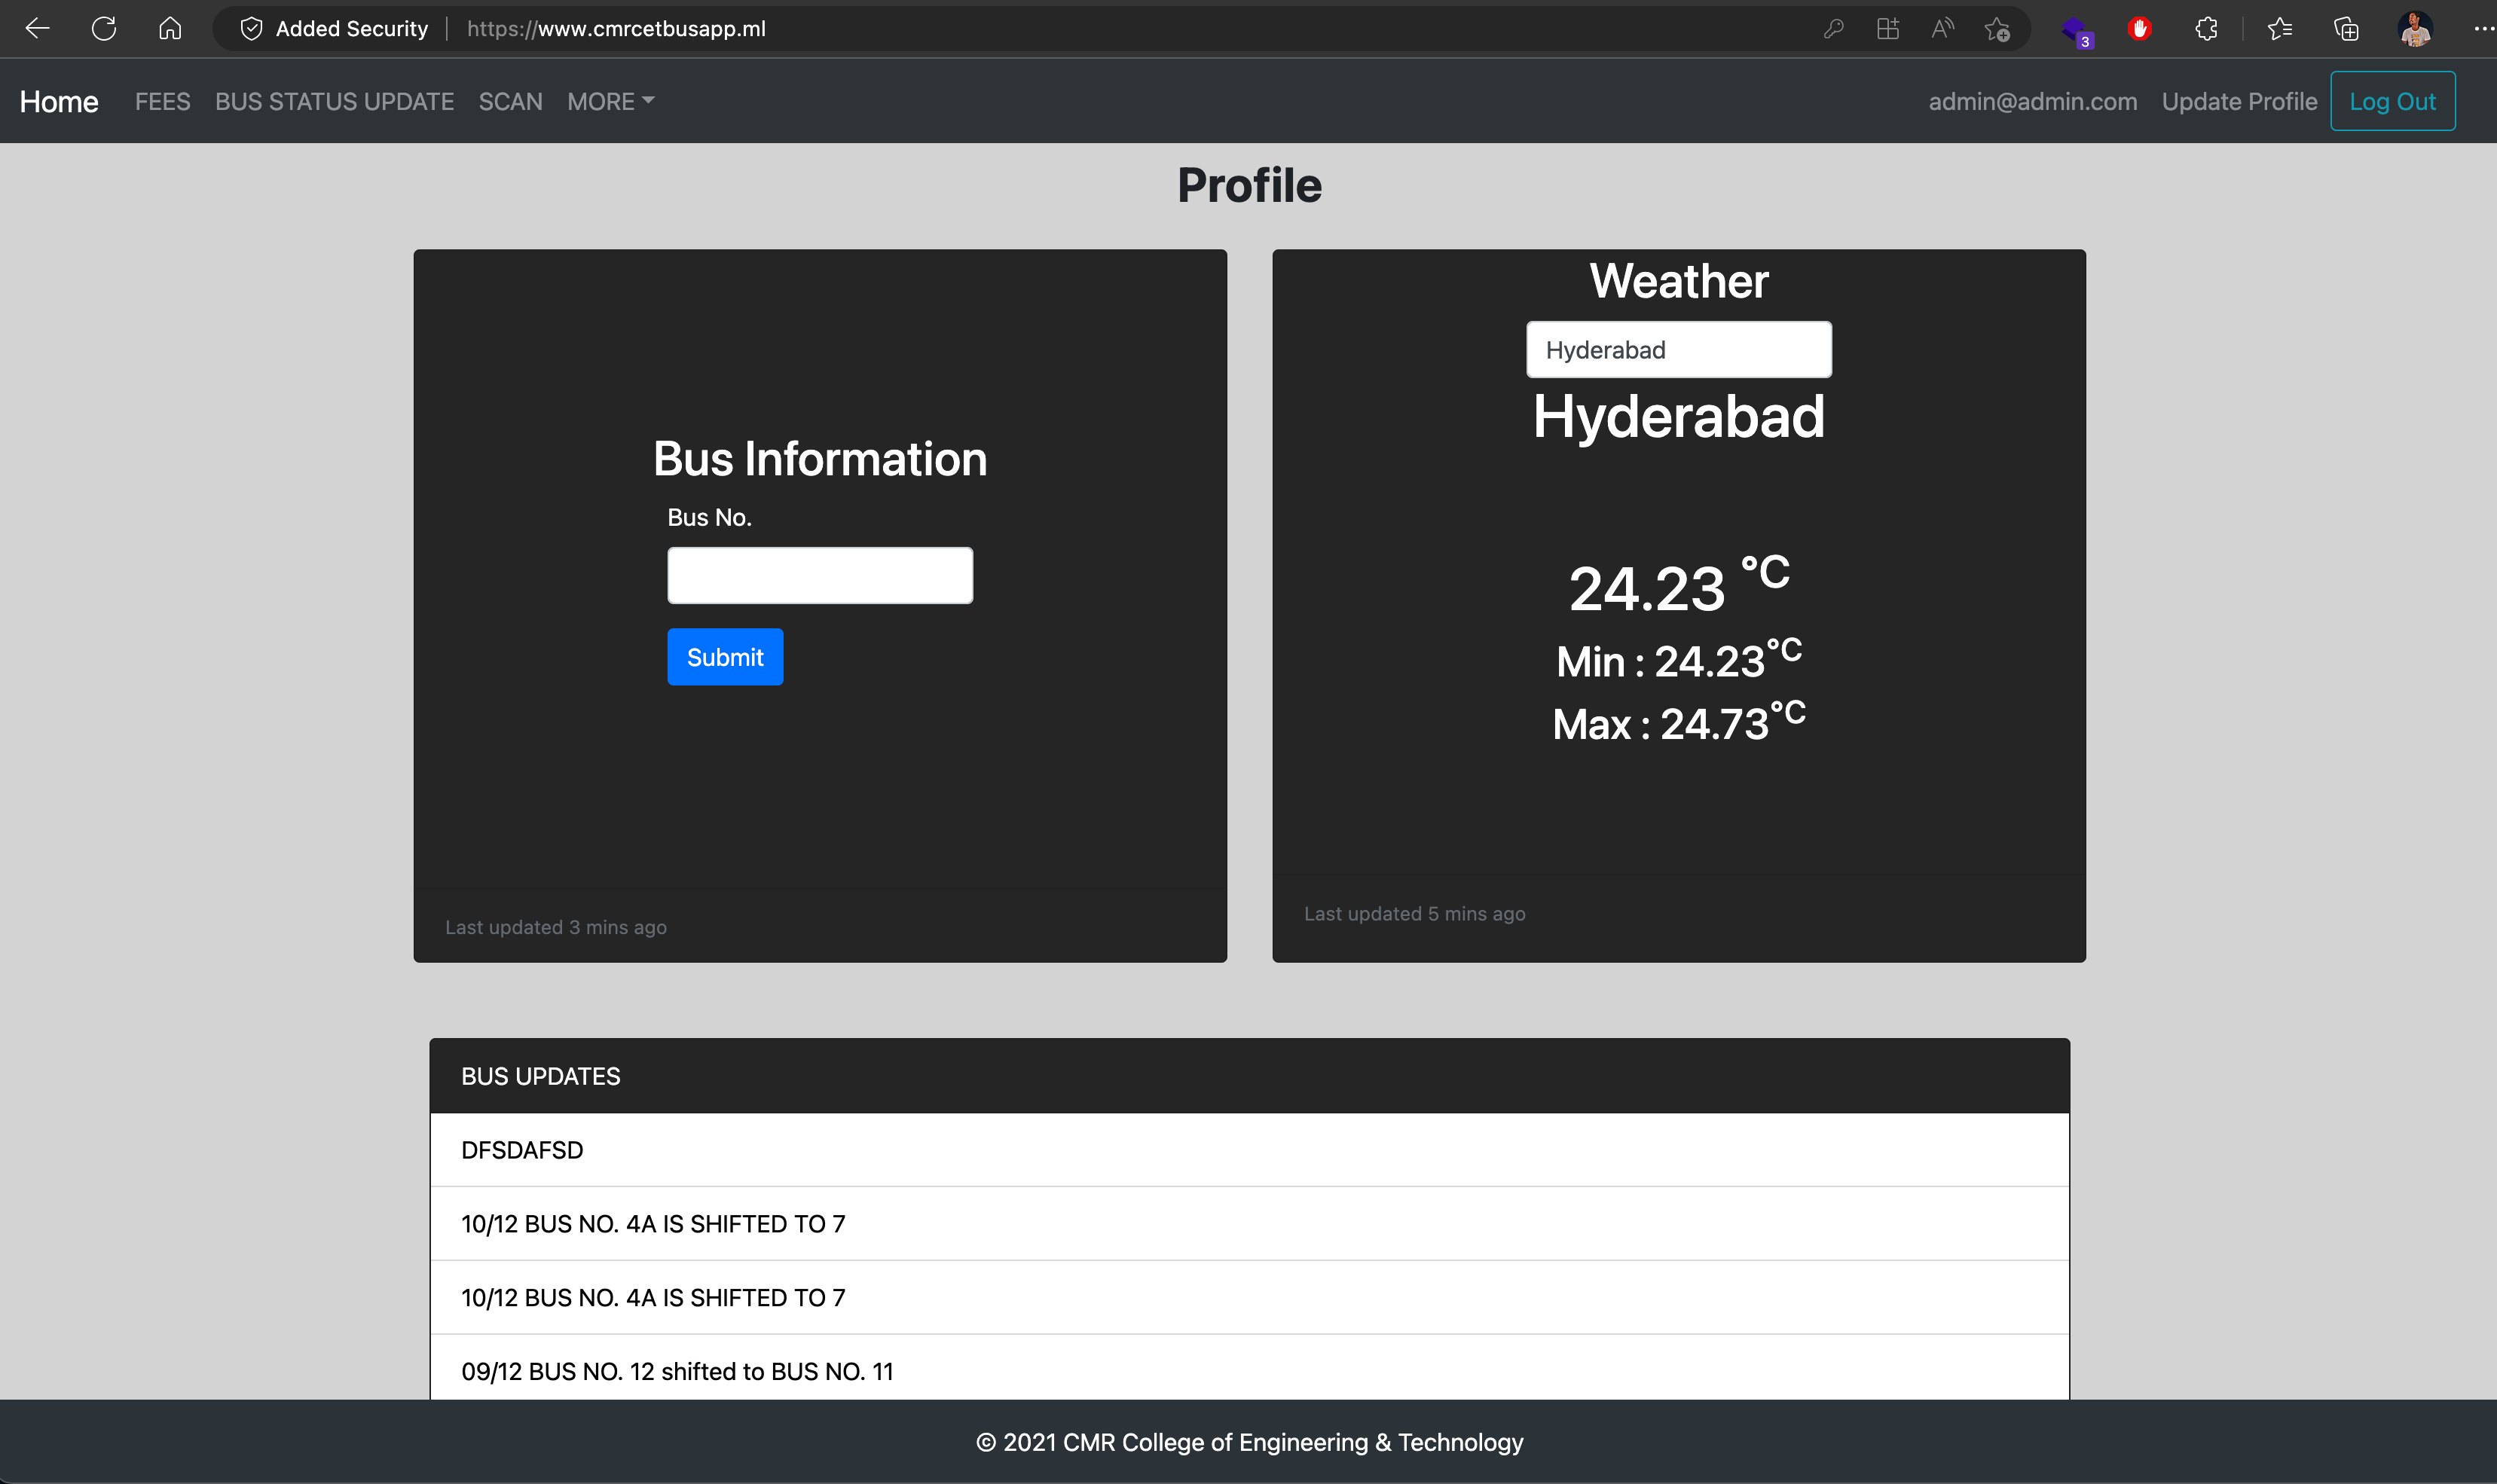 Added Security | https://www.cmrcetbusapp.ml
3
Home FEES BUS STATUS UPDATE SCAN MORE admin@admin.com Update Profile Log Out
Profile
Bus Information
Bus No.
Submit
Last updated 3 mins ago
Weather
Hyderabad
Hyderabad
24.23 °C
Min : 24.23°C
Max : 24.73°C
Last updated 5 mins ago
BUS UPDATES
DFSDAFSD
10/12 BUS NO. 4A IS SHIFTED TO 7
10/12 BUS NO. 4A IS SHIFTED TO 7
09/12 BUS NO. 12 shifted to BUS NO. 11
© 2021 CMR College of Engineering & Technology